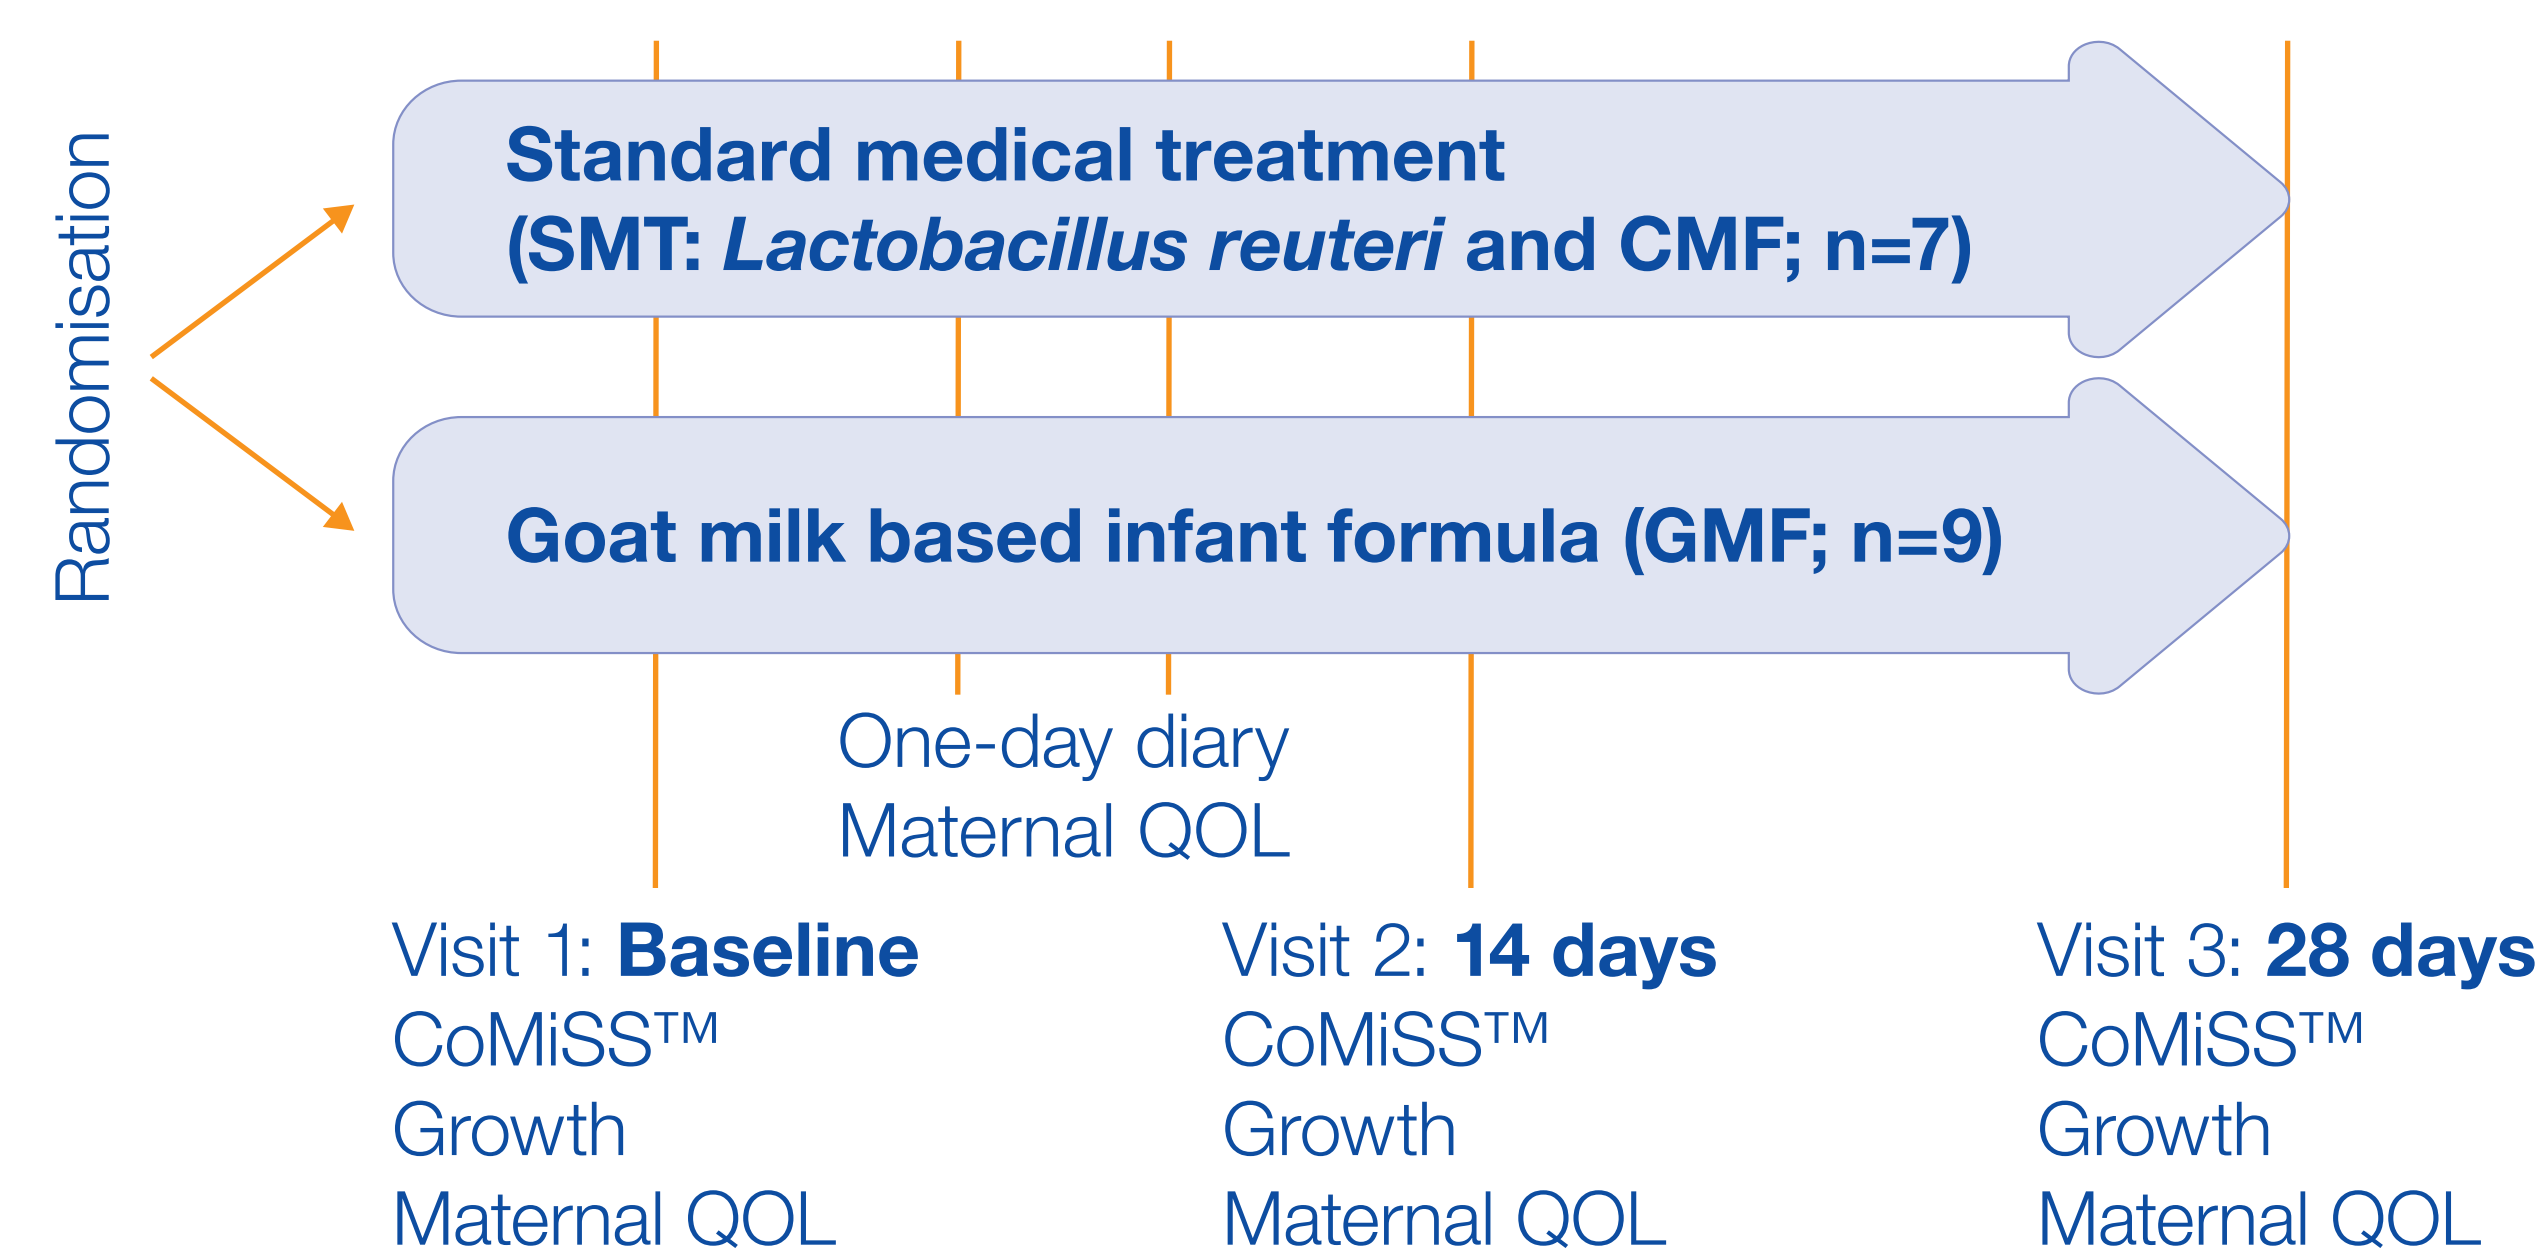 Randomisation
Standard medical treatment
(SMT: Lactobacillus reuteri and CMF; n=7)
Goat milk based infant formula (GMF; n=9)
One-day diary
Maternal QOL
Visit 1: Baseline
CoMiSS™
Growth
Maternal QOL
Visit 2: 14 days
CoMiSS™
Growth
Maternal QOL
Visit 3: 28 days
CoMiSS™
Growth
Maternal QOL